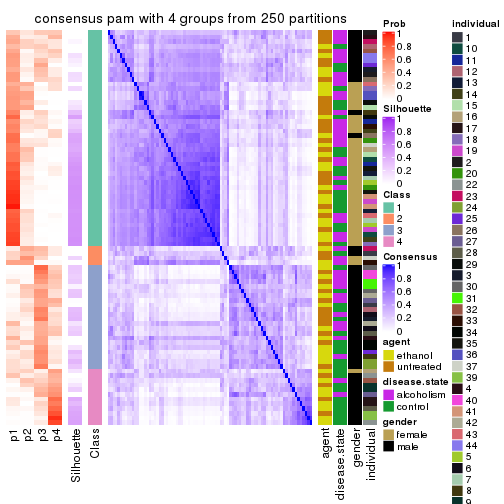 consensus pam with 4 groups from 250 partitions
p1
p2
p3
p4
Silhouette
Class
agent
disease.state
gender
individual
Prob
1
0.8
0.6
0.4
0.2
0
Silhouette
1
0.8
0.6
0.4
0.2
0
Class
1
2
3
4
Consensus
1
0.8
0.6
0.4
0.2
0
agent
ethanol
untreated
disease.state
alcoholism
control
gender
female
male
individual
1
10
11
12
13
14
15
16
17
18
19
2
20
22
23
24
25
26
27
28
29
3
30
31
32
33
34
35
36
37
39
4
40
41
42
43
44
5
6
7
8
9